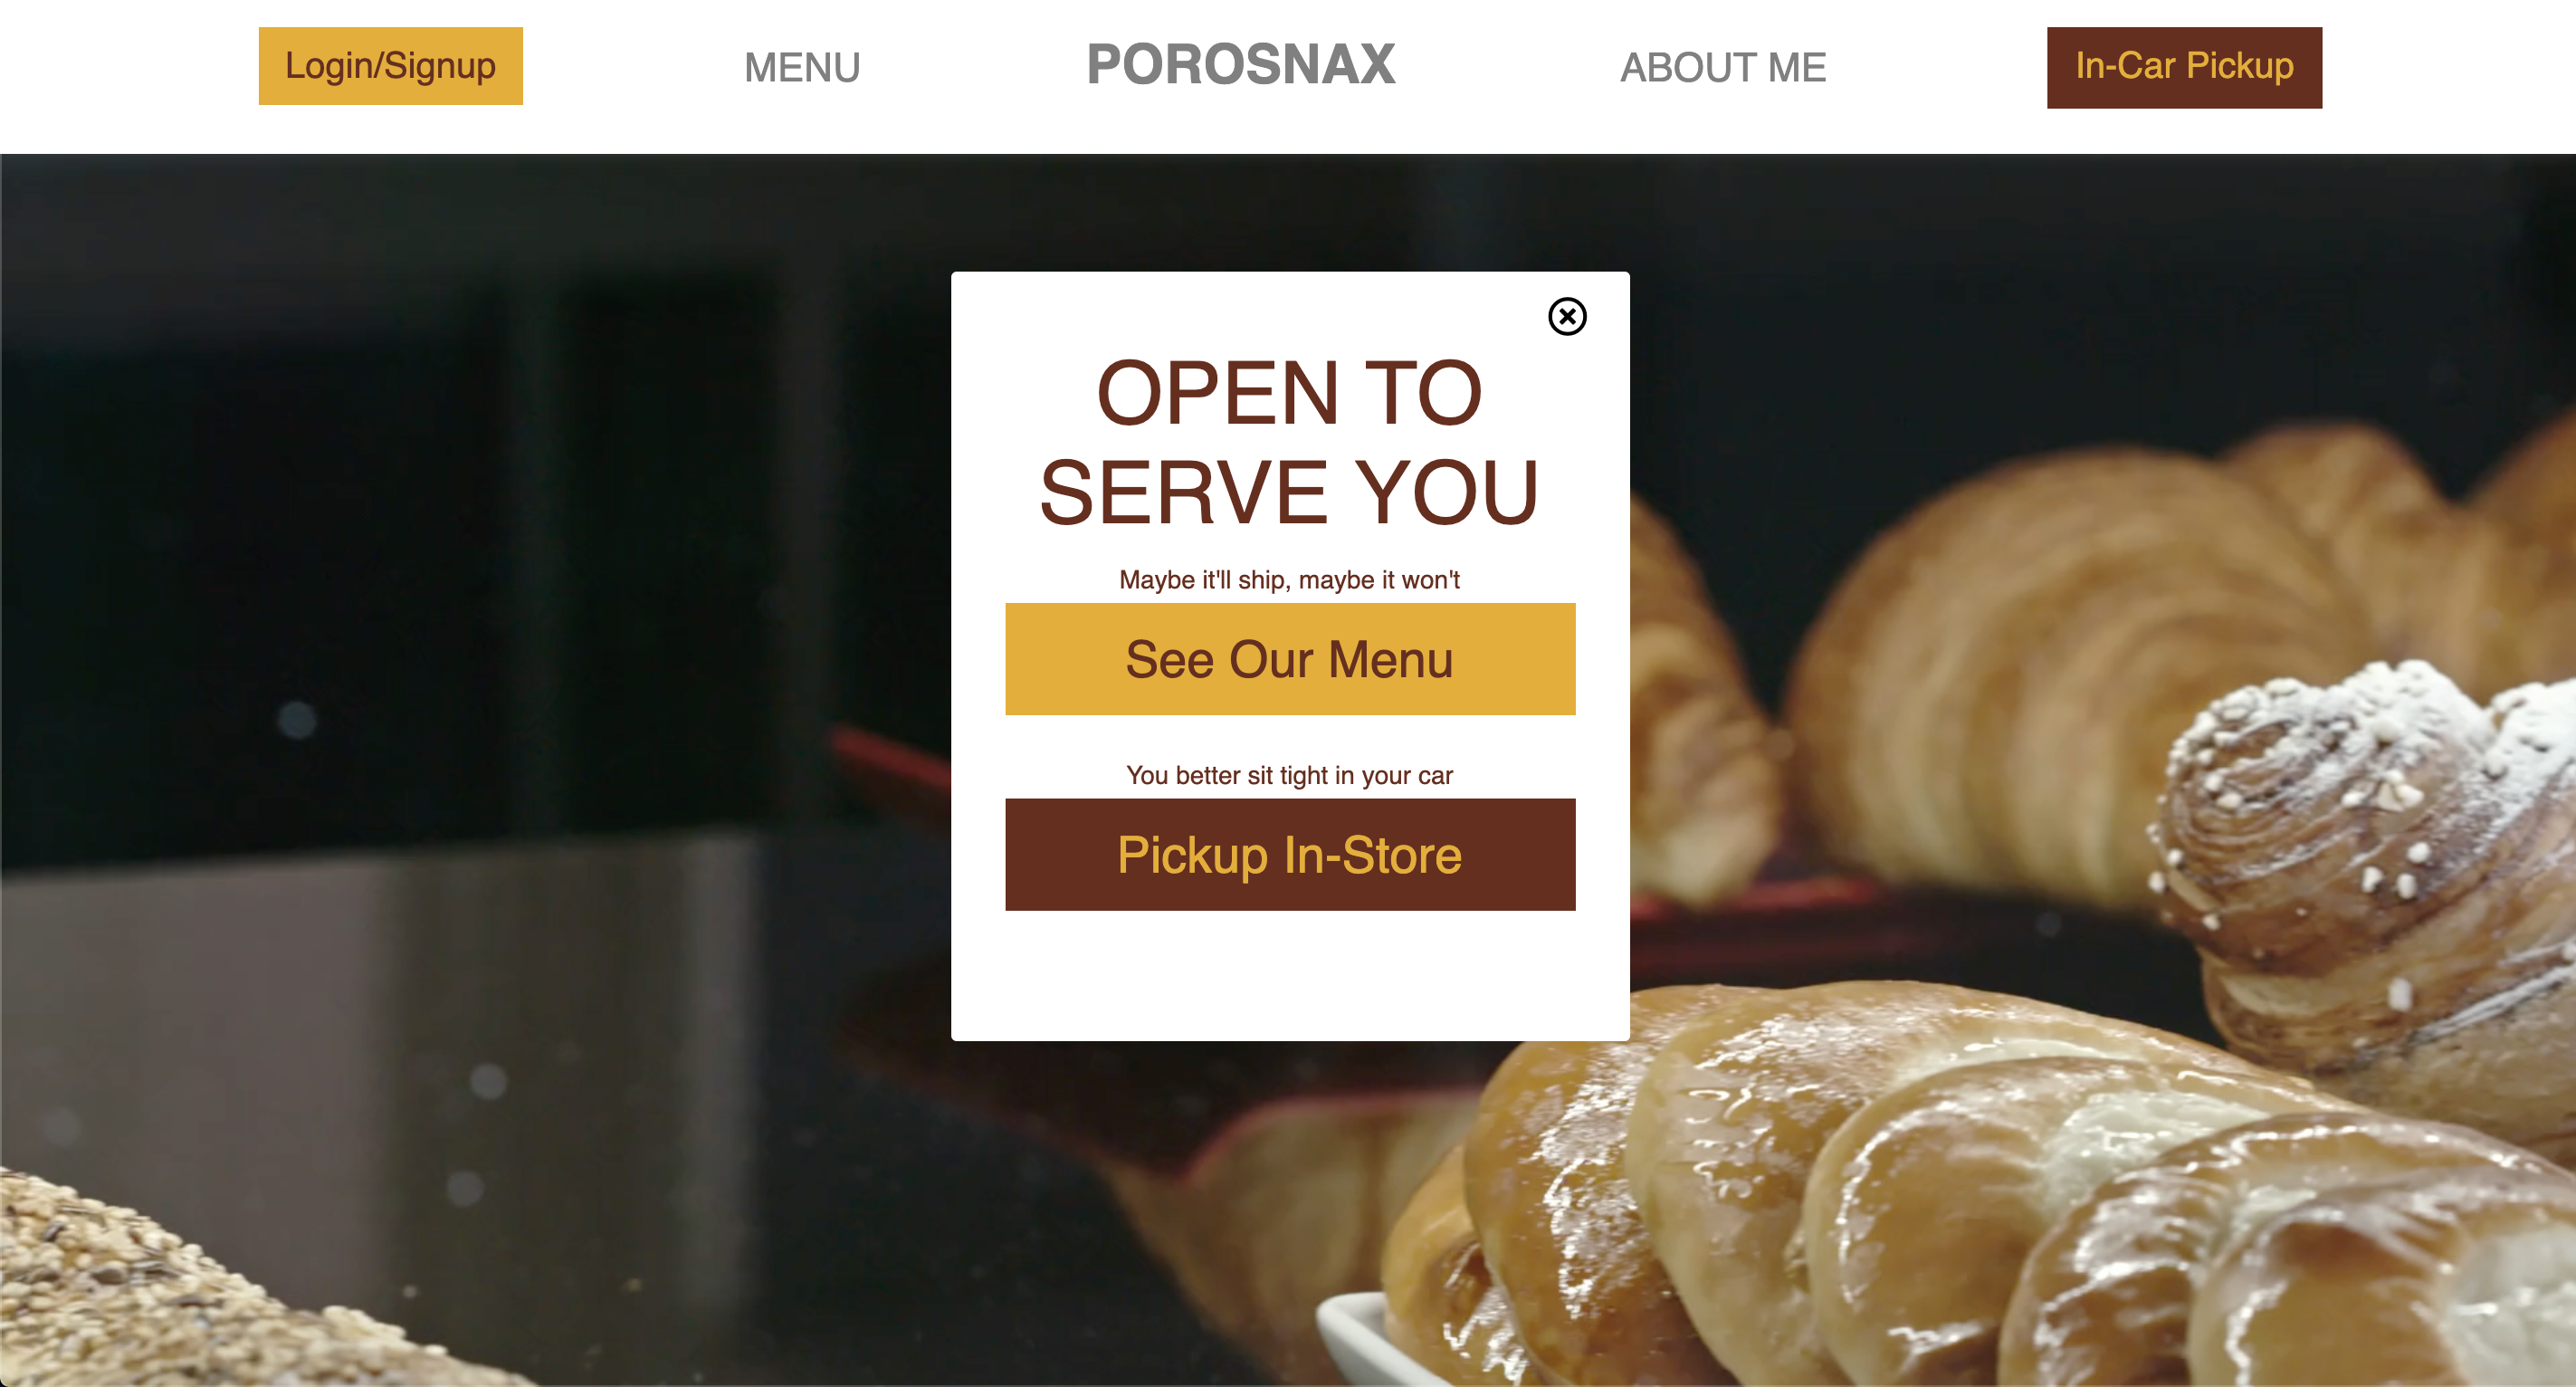 Login/Signup
MENU
POROSNAX
ABOUT ME
In-Car Pickup
OPEN TO
SERVE YOU
Maybe it'll ship, maybe it won't
See Our Menu
You better sit tight in your car
Pickup In-Store